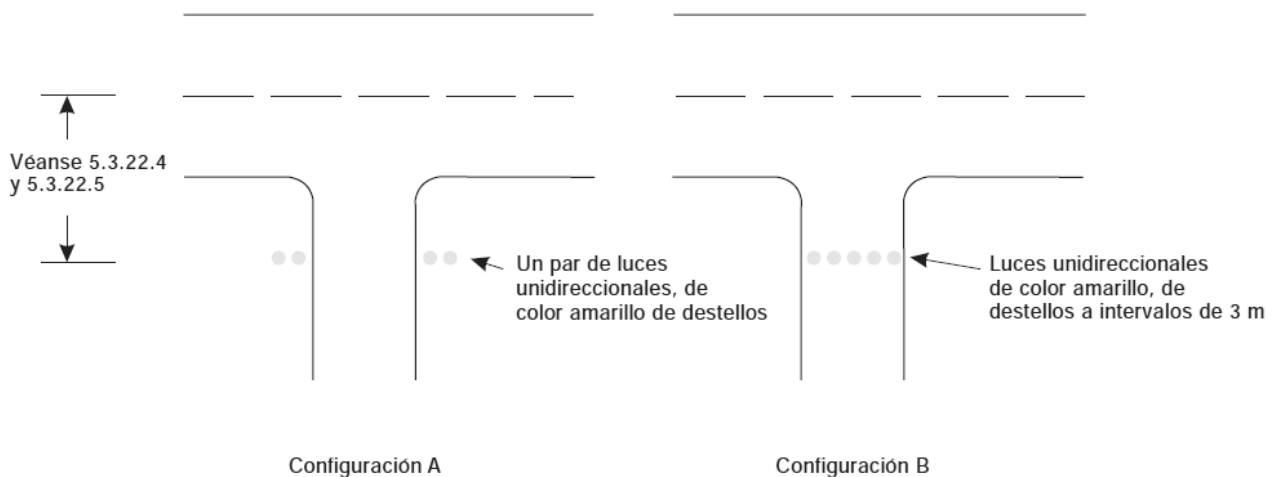 Véanse 5.3.22.4
y 5.3.22.5
Un par de luces
unidireccionales, de
color amarillo de destellos
Luces unidireccionales
de color amarillo, de
destellos a intervalos de 3 m
Configuración A
Configuración B